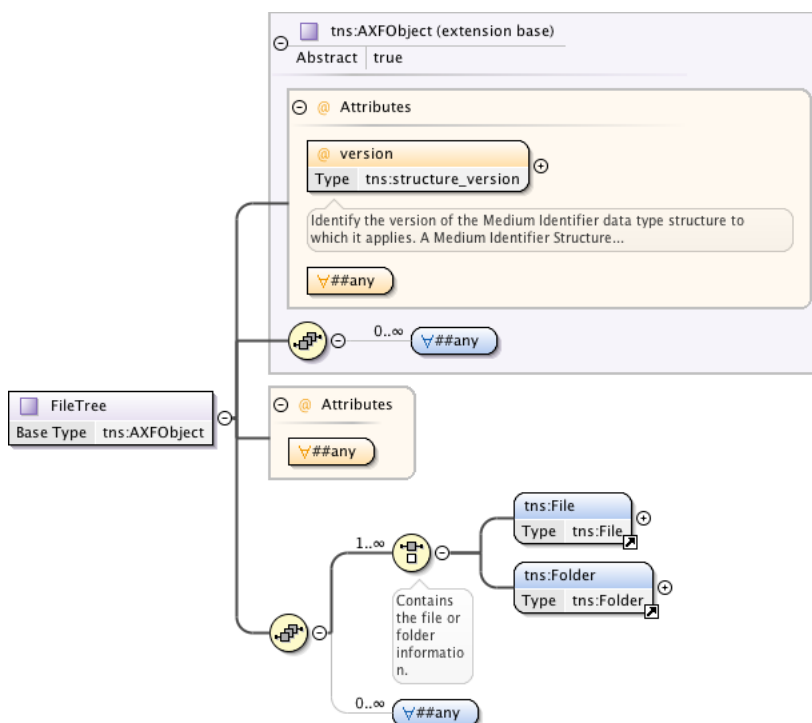 tns:AXFObject (extension base)
Abstract true
@ Attributes
@ version
Type tns:structure_version
Identify the version of the Medium Identifier data type structure to
which it applies. A Medium Identifier Structure...
∀##any
0..∞
∀##any
FileTree
Base Type tns:AXFObject
@ Attributes
∀##any
1..∞
tns:File
Type tns:File
tns:Folder
Type tns:Folder
Contains
the file or
folder
informatio
n.
0..∞
∀##any